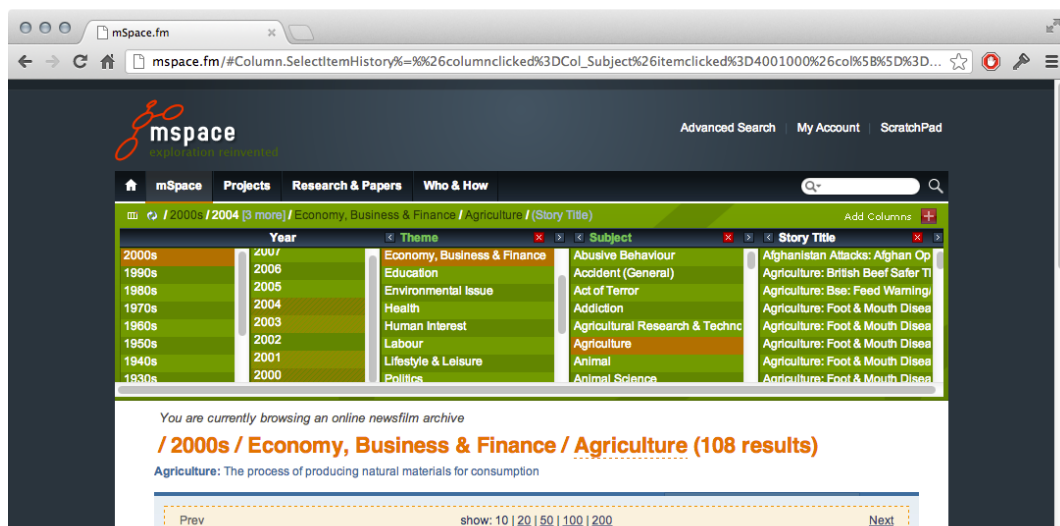 mSpace.fm
mspace.fm/#Column.SelectItemHistory%=%%26columnclicked%3DCol_Subject%26itemclicked%3D4001000%26col%5B%5D%3D...
mspace
exploration reinvented
Advanced Search | My Account | ScratchPad
mSpace Projects Research & Papers Who & How
/ 2000s / 2004 [3 more] / Economy, Business & Finance / Agriculture / (Story Title) Add Columns
Year Theme Subject Story Title
2000s 2007 Economy, Business & Finance Abusive Behaviour Afghanistan Attacks: Afghan Op
1990s 2006 Education Accident (General) Agriculture: British Beef Safer
1980s 2005 Environmental Issue Act of Terror Agriculture: Bse: Feed Warning/
1970s 2004 Health Addiction Agriculture: Foot & Mouth Disea
1960s 2003 Human Interest Agricultural Research & Techno Agriculture: Foot & Mouth Disea
1950s 2002 Labour Agriculture Agriculture: Foot & Mouth Disea
1940s 2001 Lifestyle & Leisure Animal Agriculture: Foot & Mouth Disea
1930s 2000 Politics Animal Science Agriculture: Foot & Mouth Disea
You are currently browsing an online newsfilm archive
/ 2000s / Economy, Business & Finance / Agriculture (108 results)
Agriculture: The process of producing natural materials for consumption
Prev show: 10 | 20 | 50 | 100 | 200 Next